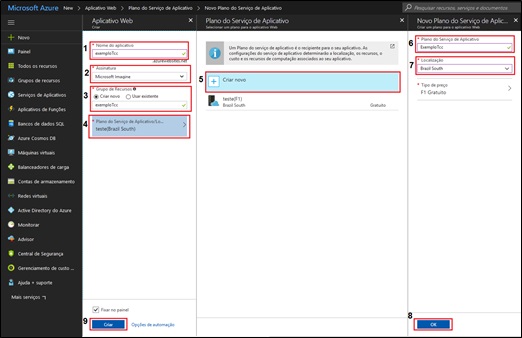 Microsoft Azure New > Aplicativo Web > Plano do Serviço de Aplicativo > Novo Plano do Serviço de Aplicativo
Pesquisar recursos, serviços e documentos
Novo
Painel
Todos os recursos
Grupos de recursos
Serviços de Aplicativos
Aplicativos de Funções
Bancos de dados SQL
Azure Cosmos DB
Máquinas virtuais
Balanceadores de carga
Contas de armazenamento
Redes virtuais
Active Directory do Azure
Monitorar
Advisor
Central de Segurança
Gerenciamento de custo ...
Ajuda + suporte
Mais serviços
Aplicativo Web
Criar
1
* Nome do aplicativo
exemploTcc
.azurewebsites.net
2
* Assinatura
Microsoft Imagine
3
* Grupo de Recursos
Criar novo Usar existente
exemploTcc
4
* Plano do Serviço de Aplicativo/Lo...
teste(Brazil South)
Fixar no painel
9
Criar
Opções de automação
Plano do Serviço de Aplicativo
Selecionar um plano para o aplicativo Web
Um Plano do serviço de aplicativo é o recipiente para o seu aplicativo. As
configurações do serviço de aplicativo determinarão a localização, os recursos, o
custo e os recursos de computação associados ao seu aplicativo.
5
Criar novo
teste(F1)
Brazil South
Gratuito
Novo Plano do Serviço de Aplic...
Criar um plano para o aplicativo Web
6
* Plano do Serviço de Aplicativo
ExemploTcc
7
* Localização
Brazil South
* Tipo de preço
F1 Gratuito
8
OK